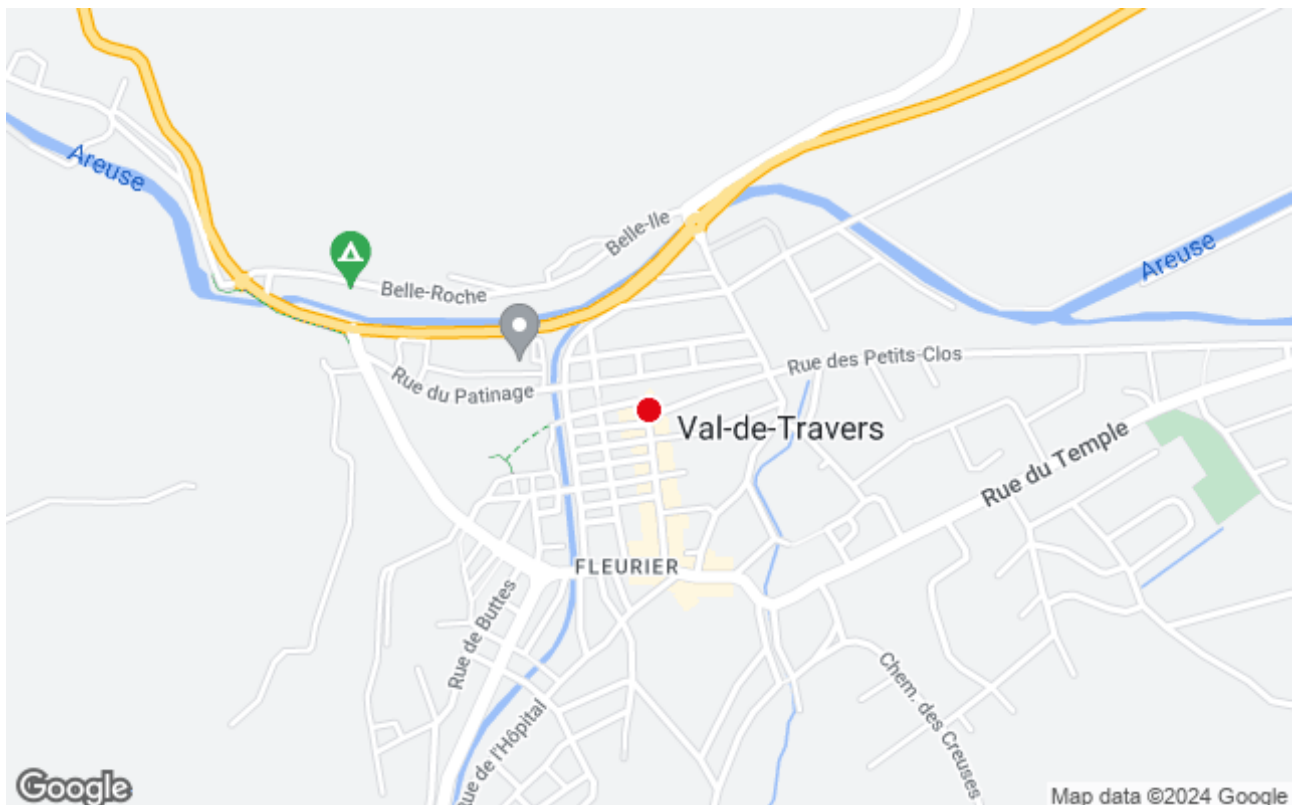 Areuse
Belle-Ile
Areuse
Belle-Roche
Rue des Petits-Clos
Rue du Patinage
Val-de-Travers
Rue du Temple
FLEURIER
Rue de Buttes
Chem. des Creuses
Rue de l'Hôpital
Google
Map data ©2024 Google